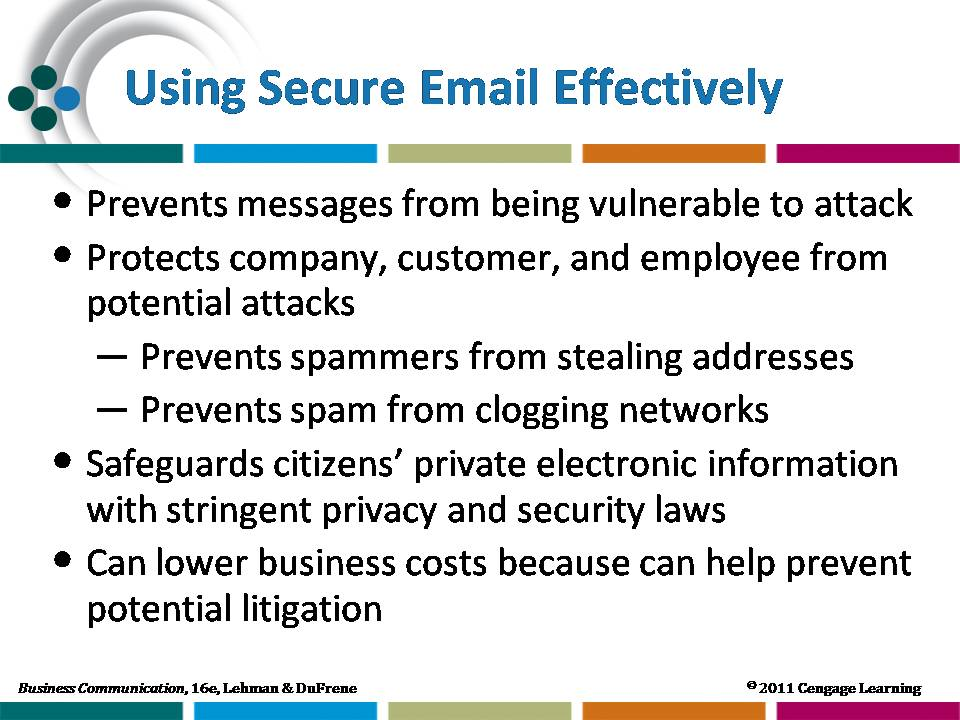 Using Secure Email Effectively
• Prevents messages from being vulnerable to attack
• Protects company, customer, and employee from
potential attacks
— Prevents spammers from stealing addresses
— Prevents spam from clogging networks
• Safeguards citizens’ private electronic information
with stringent privacy and security laws
• Can lower business costs because can help prevent
potential litigation
Business Communication, 16e, Lehman & DuFrene
© 2011 Cengage Learning